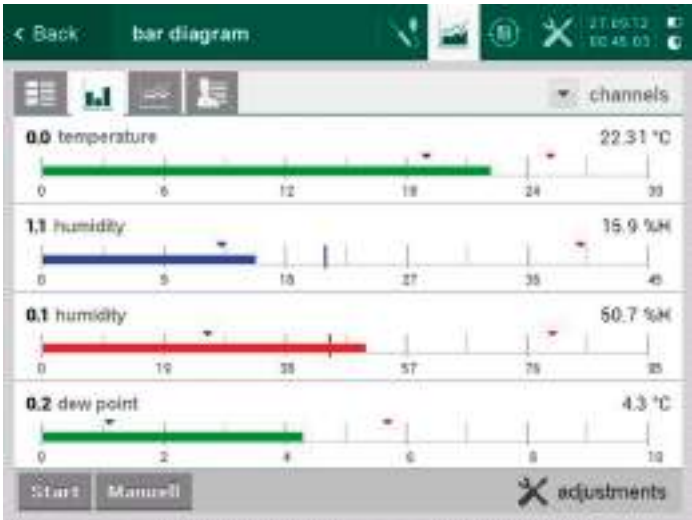 < Back bar diagram 27.09.12
00:45:03
channels
0.0 temperature 22.31 °C
0 6 12 18 24 30
1.1 humidity 15.9 %H
0 9 18 27 36 45
0.1 humidity 50.7 %H
0 19 38 57 76 95
0.2 dew point 4.3 °C
0 2 4 6 8 10
Start Manuell adjustments